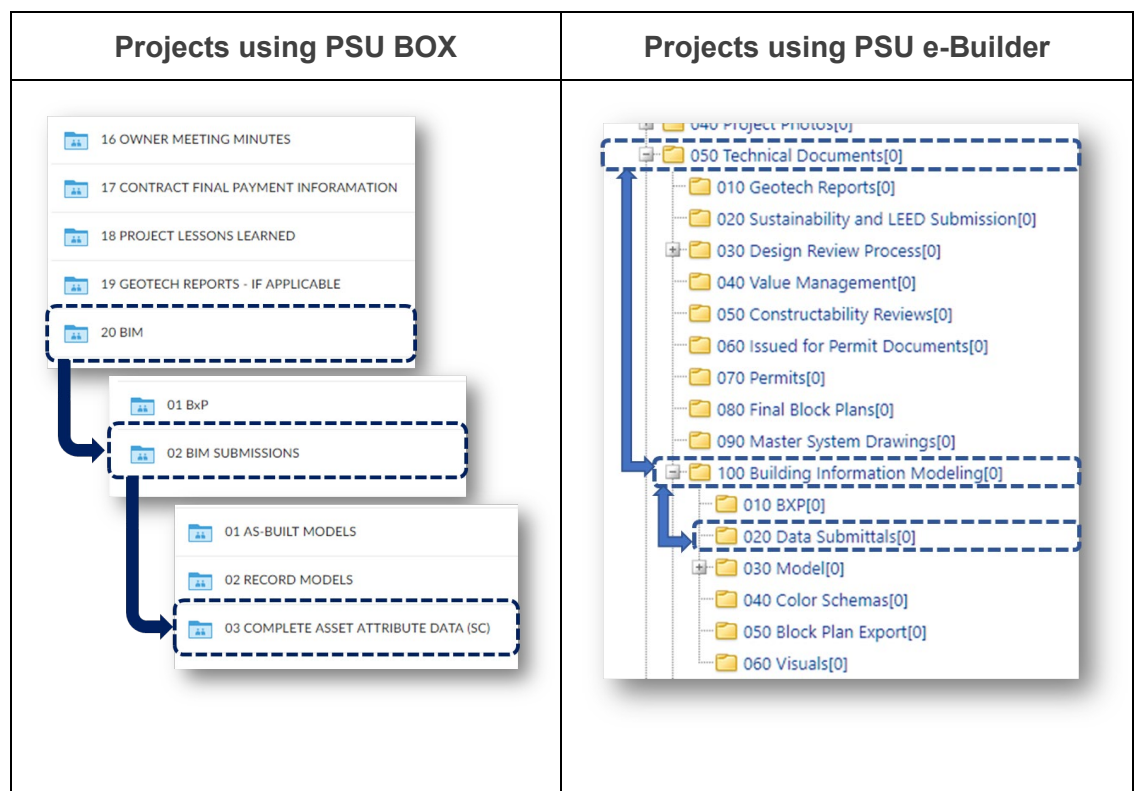 Projects using PSU BOX
16 OWNER MEETING MINUTES
17 CONTRACT FINAL PAYMENT INFORAMATION
18 PROJECT LESSONS LEARNED
19 GEOTECH REPORTS - IF APPLICABLE
20 BIM
01 BxP
02 BIM SUBMISSIONS
01 AS-BUILT MODELS
02 RECORD MODELS
03 COMPLETE ASSET ATTRIBUTE DATA (SC)
Projects using PSU e-Builder
040 Project Photos[0]
050 Technical Documents[0]
010 Geotech Reports[0]
020 Sustainability and LEED Submission[0]
030 Design Review Process[0]
040 Value Management[0]
050 Constructability Reviews[0]
060 Issued for Permit Documents[0]
070 Permits[0]
080 Final Block Plans[0]
090 Master System Drawings[0]
100 Building Information Modeling[0]
010 BXP[0]
020 Data Submittals[0]
030 Model[0]
040 Color Schemas[0]
050 Block Plan Export[0]
060 Visuals[0]